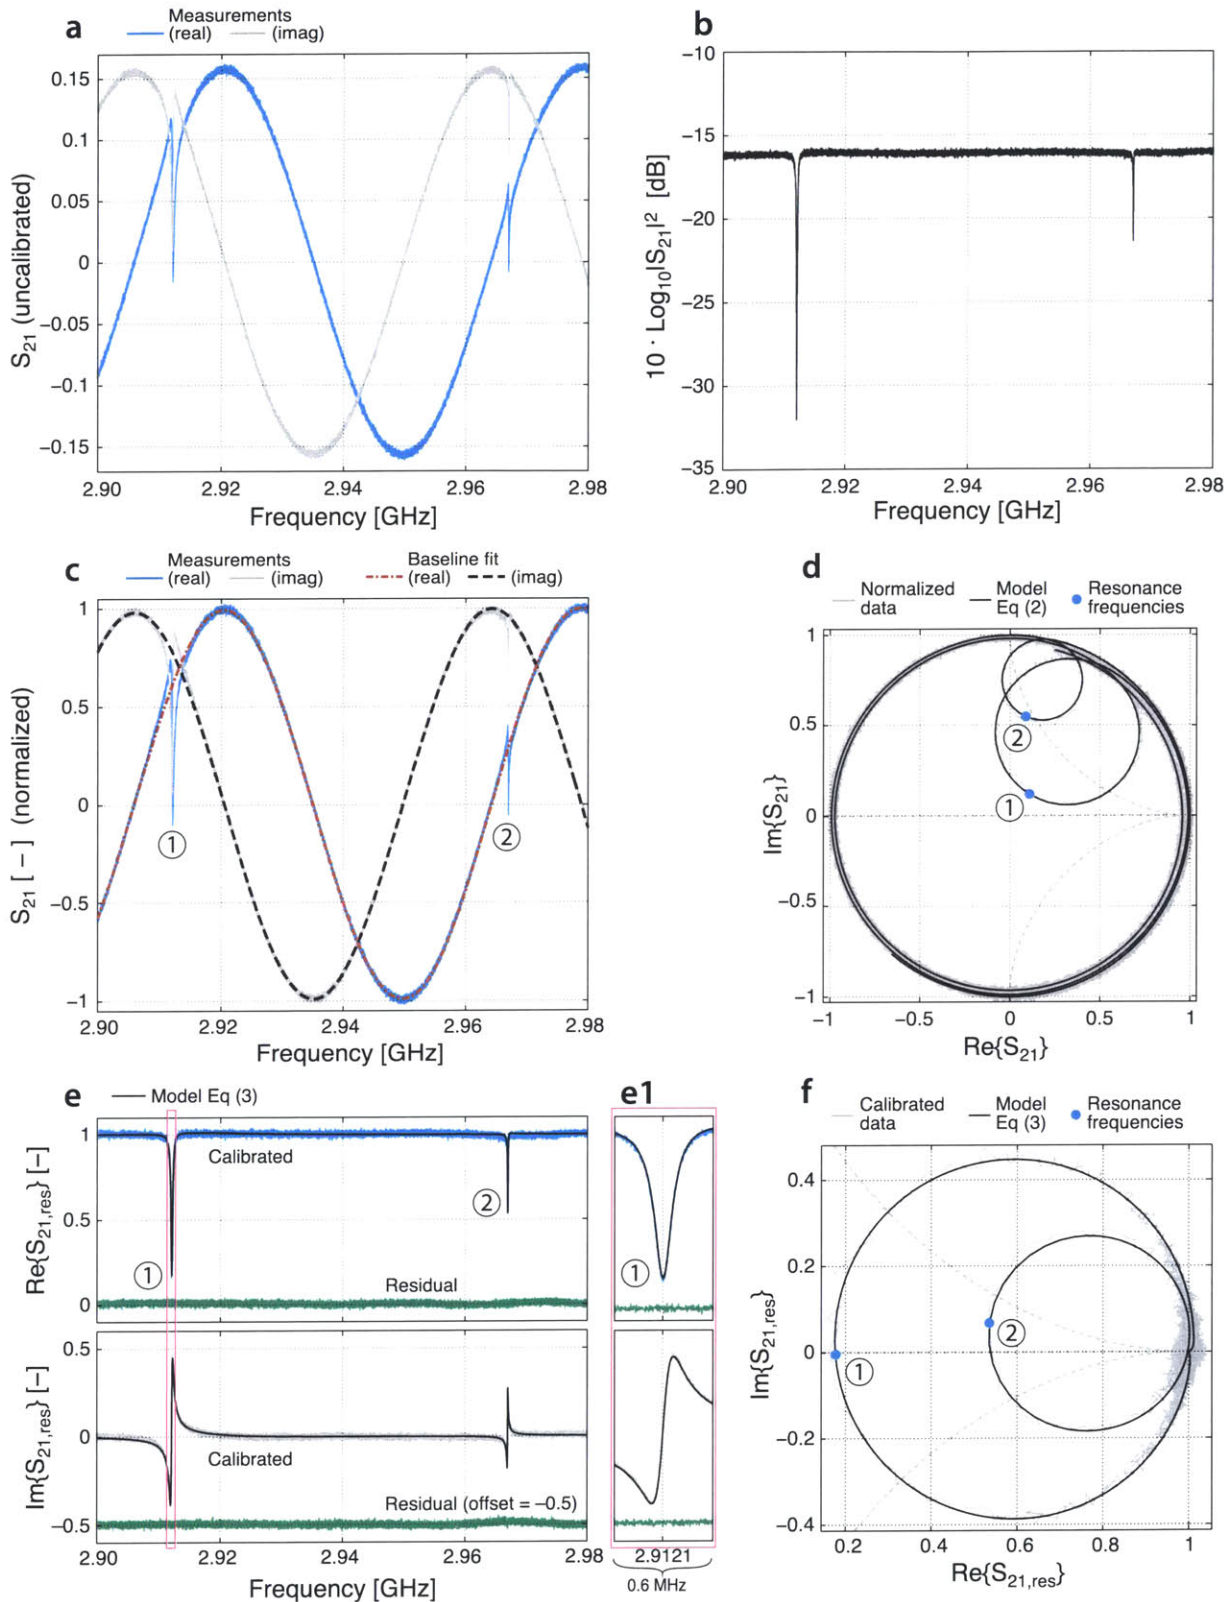 a
Measurements
(real) (imag)
S21 (uncalibrated)
0.15
0.1
0.05
0
−0.05
−0.1
−0.15
2.90 2.92 2.94 2.96 2.98
Frequency [GHz]
b
10 · Log10|S21|² [dB]
−10
−15
−20
−25
−30
−35
2.90 2.92 2.94 2.96 2.98
Frequency [GHz]
c
Measurements Baseline fit
(real) (imag) (real) (imag)
S21 [−] (normalized)
1
0.5
0
−0.5
−1
1 2
2.90 2.92 2.94 2.96 2.98
Frequency [GHz]
d
Normalized data
Model Eq (2)
Resonance frequencies
Im{S21}
1
0.5
0
−0.5
−1
2
1
−1 −0.5 0 0.5 1
Re{S21}
e
Model Eq (3)
Re{S21,res} [−]
1
0.5
0
Calibrated
1
2
Residual
Im{S21,res} [−]
0.5
0
−0.5
Calibrated
Residual (offset = −0.5)
2.90 2.92 2.94 2.96 2.98
Frequency [GHz]
e1
1
2.9121
0.6 MHz
f
Calibrated data
Model Eq (3)
Resonance frequencies
Im{S21,res}
0.4
0.2
0
−0.2
−0.4
2
1
0.2 0.4 0.6 0.8 1
Re{S21,res}